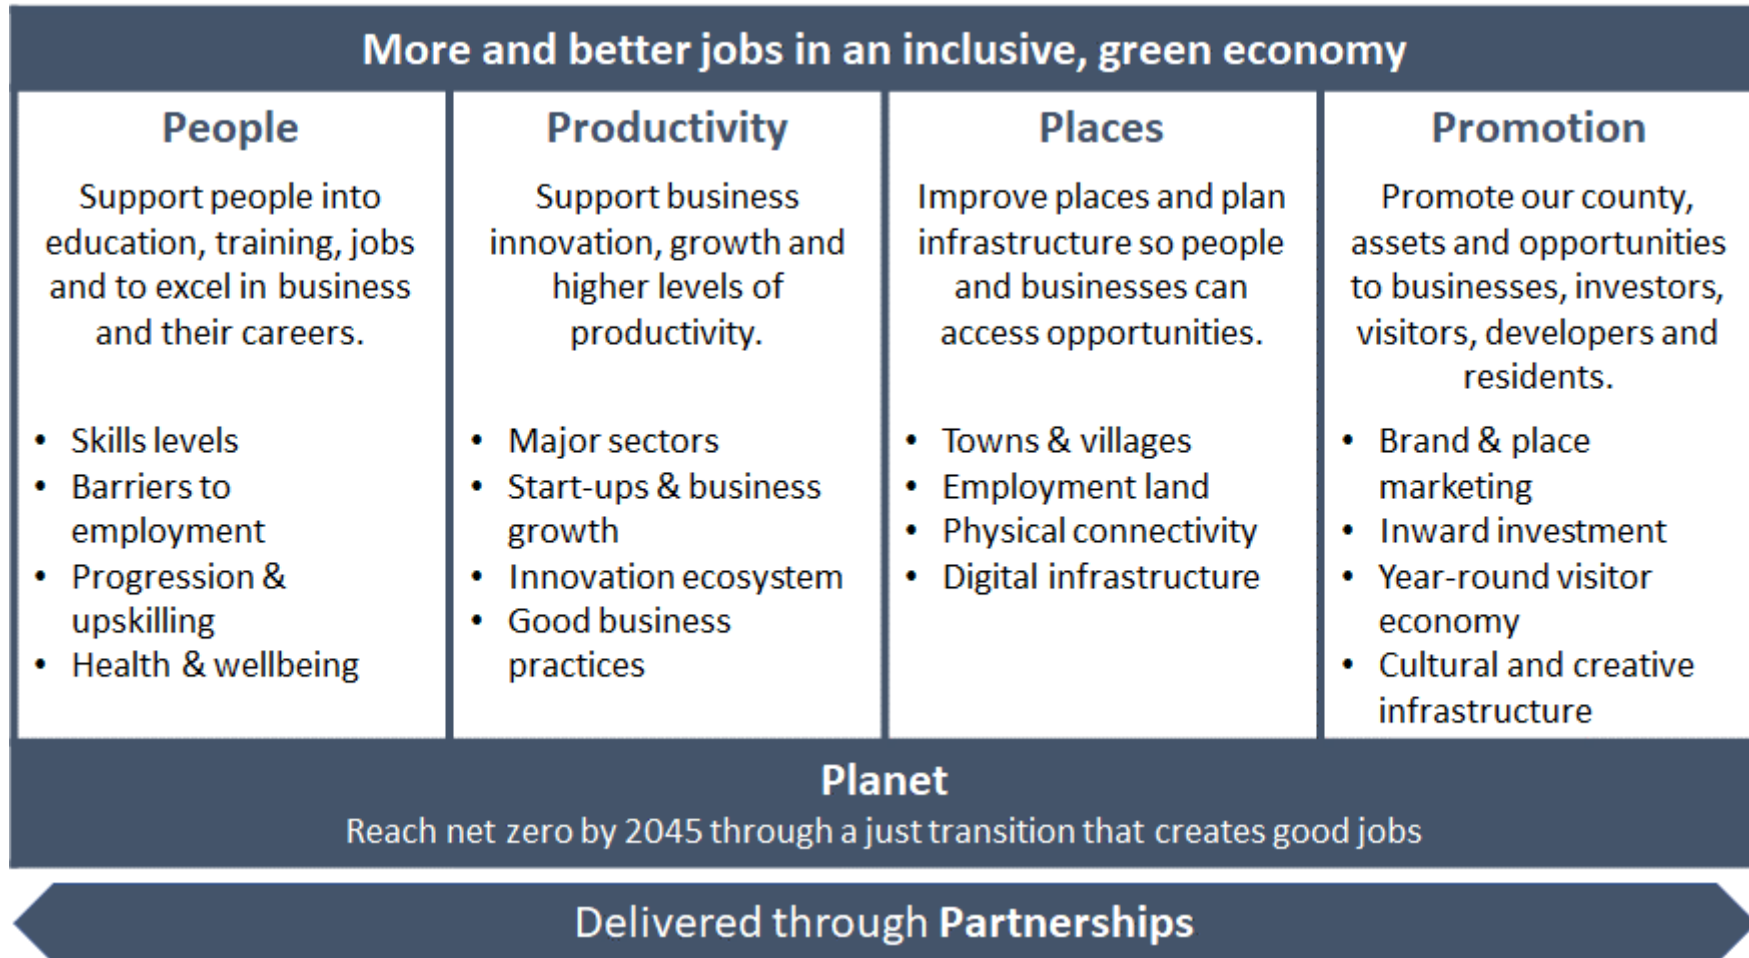 More and better jobs in an inclusive, green economy
People
Support people into
education, training, jobs
and to excel in business
and their careers.
• Skills levels
• Barriers to
employment
• Progression &
upskilling
• Health & wellbeing
Productivity
Support business
innovation, growth and
higher levels of
productivity.
• Major sectors
• Start-ups & business
growth
• Innovation ecosystem
• Good business
practices
Places
Improve places and plan
infrastructure so people
and businesses can
access opportunities.
• Towns & villages
• Employment land
• Physical connectivity
• Digital infrastructure
Promotion
Promote our county,
assets and opportunities
to businesses, investors,
visitors, developers and
residents.
• Brand & place
marketing
• Inward investment
• Year-round visitor
economy
• Cultural and creative
infrastructure
Planet
Reach net zero by 2045 through a just transition that creates good jobs
Delivered through Partnerships